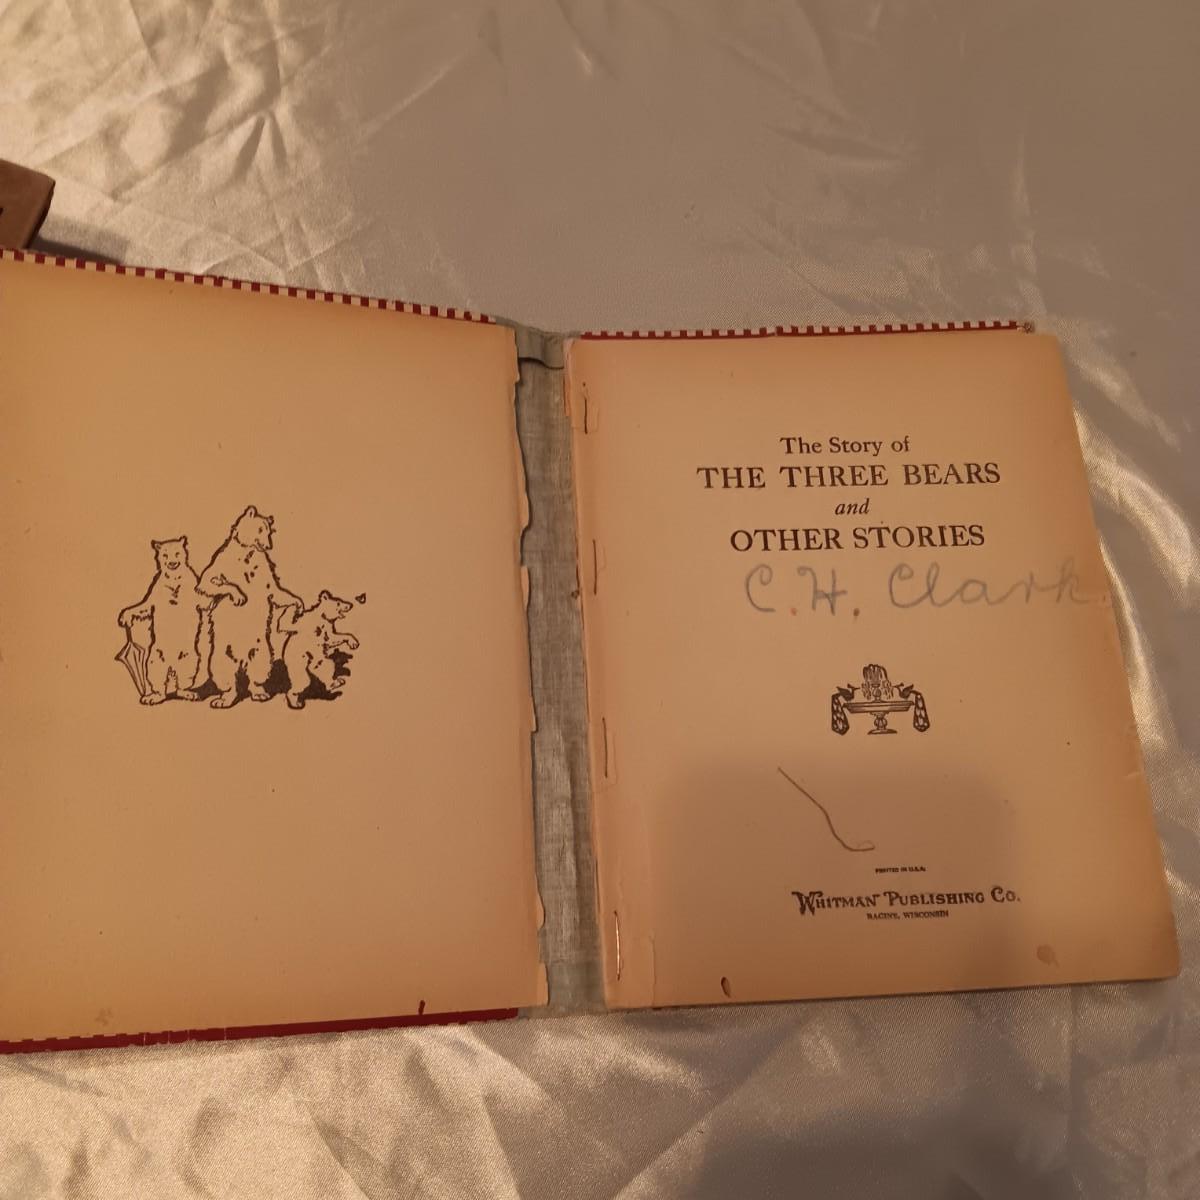 The Story of
THE THREE BEARS
and
OTHER STORIES
C. H. Clark
PRINTED IN U.S.A.
WHITMAN PUBLISHING CO.
RACINE, WISCONSIN